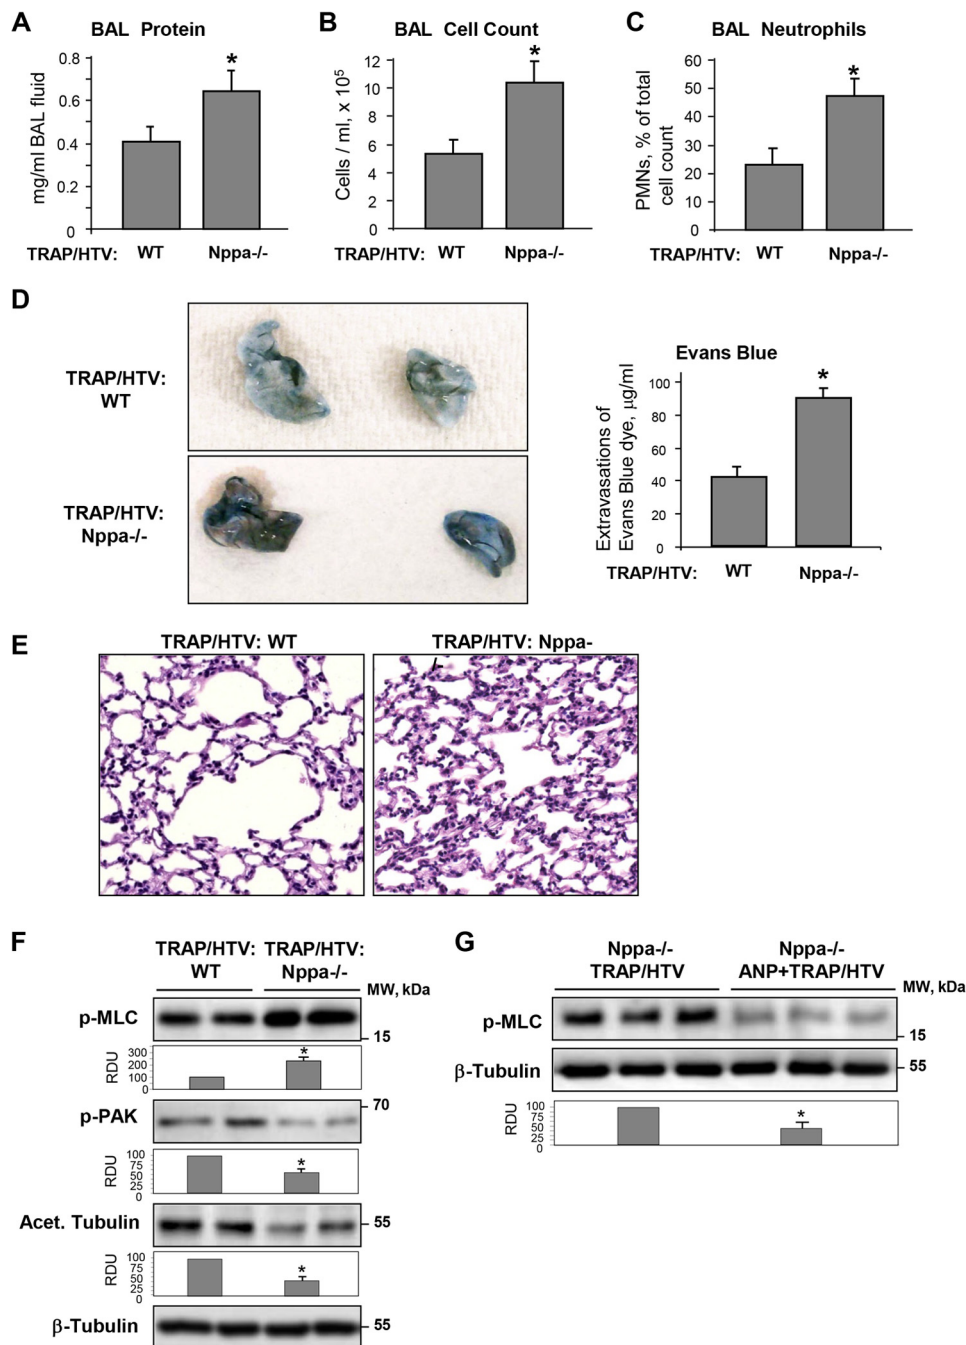 A
BAL Protein
mg/ml BAL fluid
0.8
0.6
0.4
0.2
0
*
TRAP/HTV: WT Nppa-/-
B
BAL Cell Count
Cells / ml, x 10⁵
12
10
8
6
4
2
0
*
TRAP/HTV: WT Nppa-/-
C
BAL Neutrophils
PMNs, % of total
cell count
60
50
40
30
20
10
0
*
TRAP/HTV: WT Nppa-/-
D
TRAP/HTV:
WT
TRAP/HTV:
Nppa-/-
Evans Blue
Extravasations of
Evans Blue dye, µg/ml
100
80
60
40
20
0
*
TRAP/HTV: WT Nppa-/-
E
TRAP/HTV: WT
TRAP/HTV: Nppa-
/-
F
TRAP/HTV: TRAP/HTV:
WT Nppa-/-
MW, kDa
p-MLC
15
RDU
300
200
100
0
*
p-PAK
70
RDU
100
75
50
25
0
*
Acet. Tubulin
55
RDU
100
75
50
25
0
*
β-Tubulin
55
G
Nppa-/- Nppa-/-
TRAP/HTV ANP+TRAP/HTV
MW, kDa
p-MLC
15
β-Tubulin
55
RDU
100
75
50
25
0
*